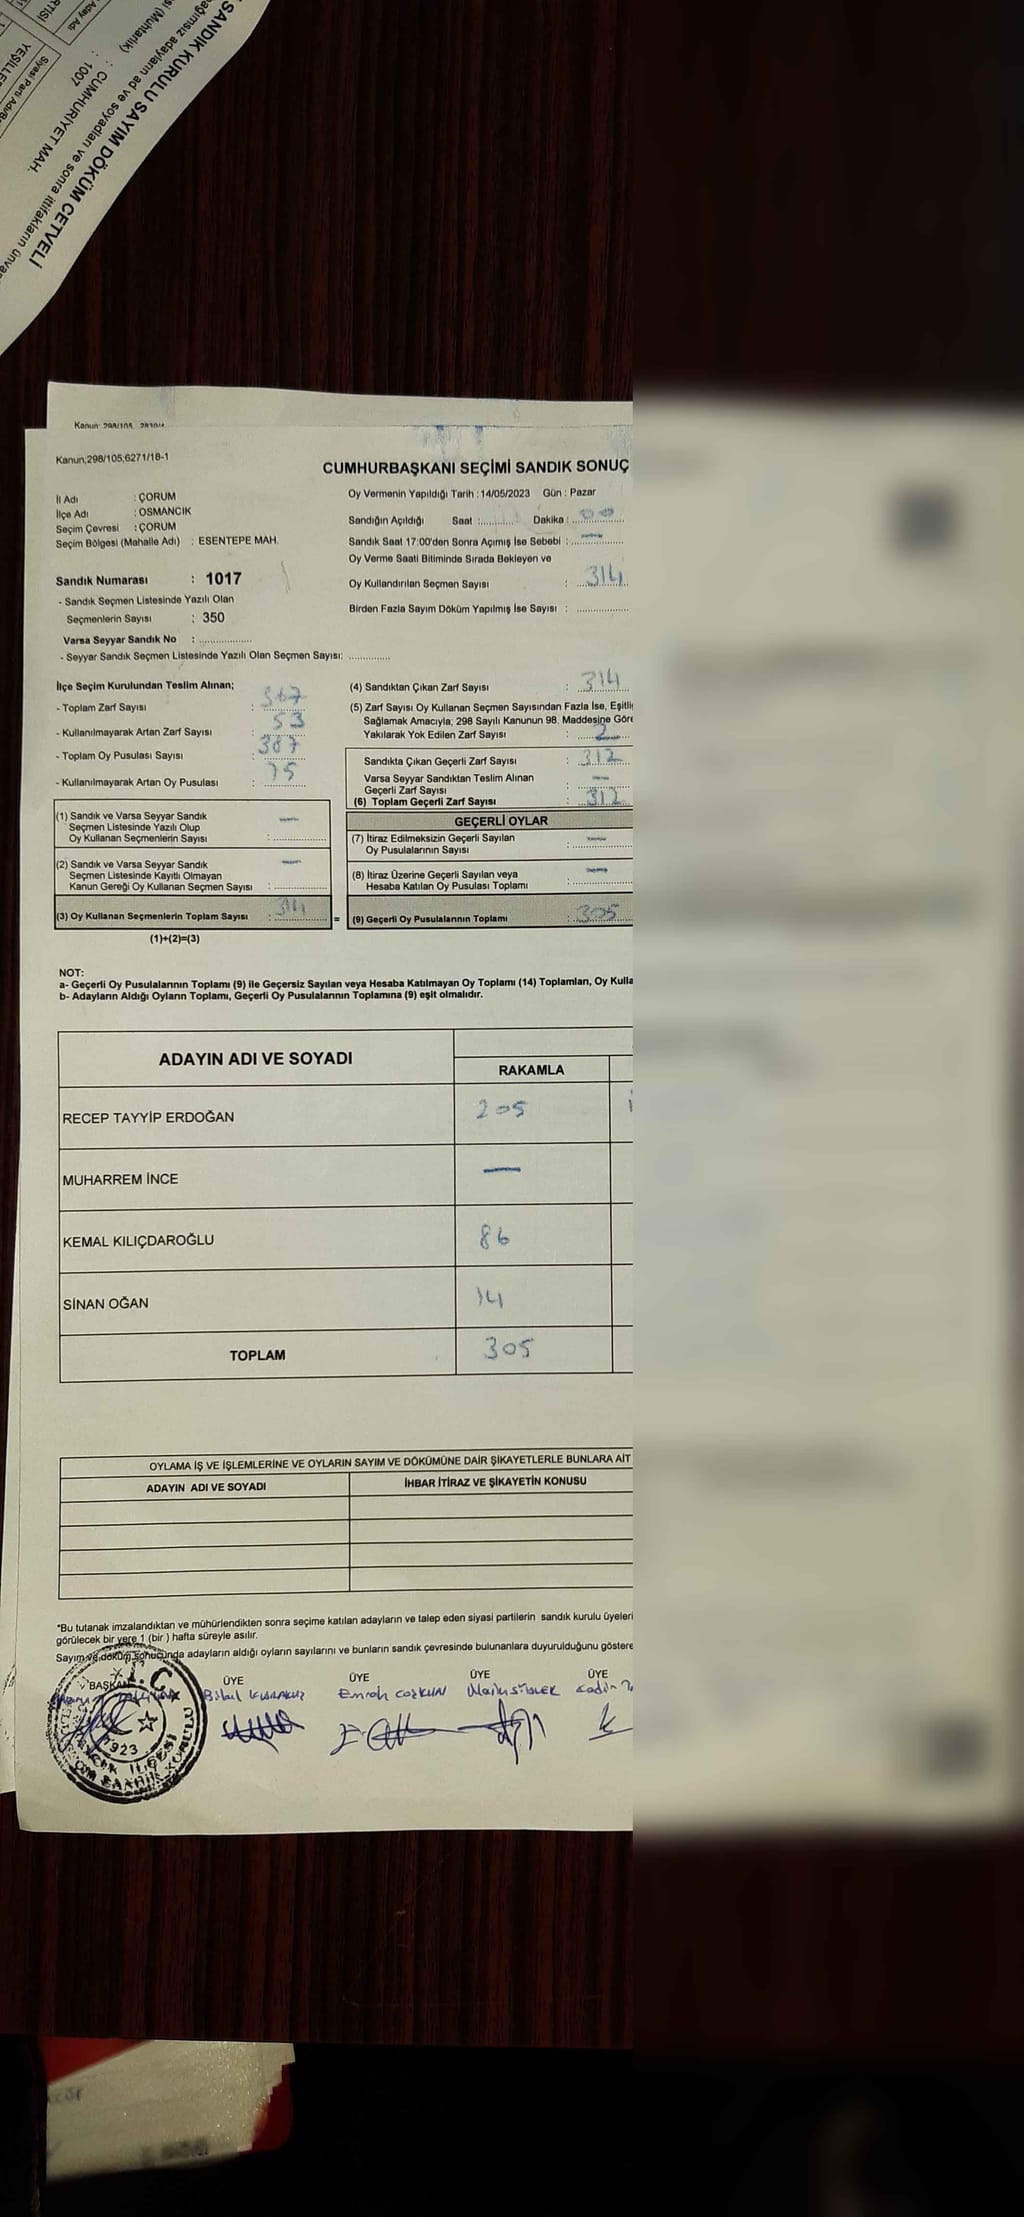 SANDIK KURULU SAYIM DÖKÜM CETVELİ
bağımsız adayların ad ve soyadları ve sonra ittifakların
(Muhtarlık)
: CUMHURİYET MAH.
: 1007
Kanun;298/105;6271/18-1
CUMHURBAŞKANI SEÇİMİ SANDIK SONUÇ
İl Adı : ÇORUM
İlçe Adı : OSMANCIK
Seçim Çevresi : ÇORUM
Seçim Bölgesi (Mahalle Adı) : ESENTEPE MAH.
Oy Vermenin Yapıldığı Tarih : 14/05/2023 Gün : Pazar
Sandığın Açıldığı Saat :........... Dakika : 00
Sandık Saat 17:00'den Sonra Açımış İse Sebebi : —
Oy Verme Saati Bitiminde Sırada Bekleyen ve
Oy Kullandırılan Seçmen Sayısı : 314
Birden Fazla Sayım Döküm Yapılmış İse Sayısı : ..............
Sandık Numarası : 1017
- Sandık Seçmen Listesinde Yazılı Olan
Seçmenlerin Sayısı : 350
Varsa Seyyar Sandık No : ..............
- Seyyar Sandık Seçmen Listesinde Yazılı Olan Seçmen Sayısı: ............
İlçe Seçim Kurulundan Teslim Alınan;
- Toplam Zarf Sayısı : 367
- Kullanılmayarak Artan Zarf Sayısı : 53
- Toplam Oy Pusulası Sayısı : 387
- Kullanılmayarak Artan Oy Pusulası : 75
(4) Sandıktan Çıkan Zarf Sayısı : 314
(5) Zarf Sayısı Oy Kullanan Seçmen Sayısından Fazla İse, Eşitli
Sağlamak Amacıyla; 298 Sayılı Kanunun 98. Maddesine Göre
Yakılarak Yok Edilen Zarf Sayısı : 2
Sandıkta Çıkan Geçerli Zarf Sayısı : 312
Varsa Seyyar Sandıktan Teslim Alınan
Geçerli Zarf Sayısı : —
(6) Toplam Geçerli Zarf Sayısı : 312
(1) Sandık ve Varsa Seyyar Sandık
Seçmen Listesinde Yazılı Olup
Oy Kullanan Seçmenlerin Sayısı : —
(2) Sandık ve Varsa Seyyar Sandık
Seçmen Listesinde Kayıtlı Olmayan
Kanun Gereği Oy Kullanan Seçmen Sayısı : —
(3) Oy Kullanan Seçmenlerin Toplam Sayısı : 314
(1)+(2)=(3)
GEÇERLİ OYLAR
(7) İtiraz Edilmeksizin Geçerli Sayılan
Oy Pusulalarının Sayısı : —
(8) İtiraz Üzerine Geçerli Sayılan veya
Hesaba Katılan Oy Pusulası Toplamı : —
= (9) Geçerli Oy Pusulalarının Toplamı : 305
NOT:
a- Geçerli Oy Pusulalarının Toplamı (9) ile Geçersiz Sayılan veya Hesaba Katılmayan Oy Toplamı (14) Toplamları, Oy Kulla
b- Adayların Aldığı Oyların Toplamı, Geçerli Oy Pusulalarının Toplamına (9) eşit olmalıdır.
ADAYIN ADI VE SOYADI
RAKAMLA
RECEP TAYYİP ERDOĞAN 205
MUHARREM İNCE —
KEMAL KILIÇDAROĞLU 86
SİNAN OĞAN 14
TOPLAM 305
OYLAMA İŞ VE İŞLEMLERİNE VE OYLARIN SAYIM VE DÖKÜMÜNE DAİR ŞİKAYETLERLE BUNLARA AİT
ADAYIN ADI VE SOYADI İHBAR İTİRAZ VE ŞİKAYETİN KONUSU
*Bu tutanak imzalandıktan ve mühürlendikten sonra seçime katılan adayların ve talep eden siyasi partilerin sandık kurulu üyeleri
görülecek bir yere 1 (bir ) hafta süreyle asılır.
Sayım ve döküm sonucunda adayların aldığı oyların sayılarını ve bunların sandık çevresinde bulunanlara duyurulduğunu göstere
BAŞKAN ÜYE ÜYE ÜYE ÜYE
Emrah COŞKUN
T.C
1923